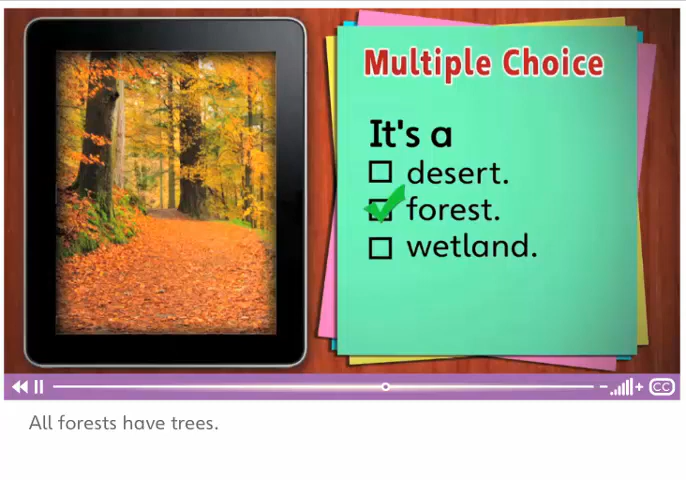 Multiple Choice
It's a
desert.
forest.
wetland.
CC
All forests have trees.